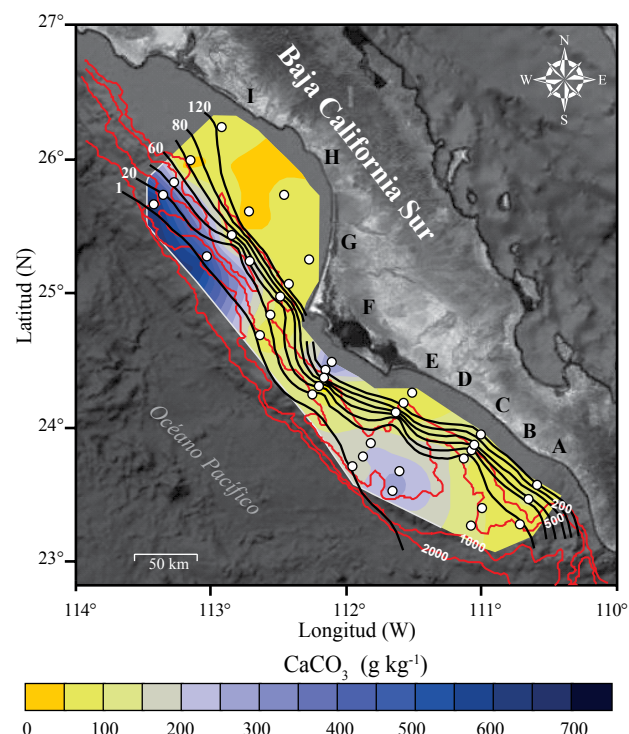 27°
26°
25°
24°
23°
Latitud (N)
N
W
E
S
Baja California Sur
Océano Pacífico
120
80
60
20
1
I
H
G
F
E
D
C
B
A
200
500
1000
2000
50 km
114°
113°
112°
111°
110°
Longitud (W)
CaCO₃ (g kg⁻¹)
0
100
200
300
400
500
600
700